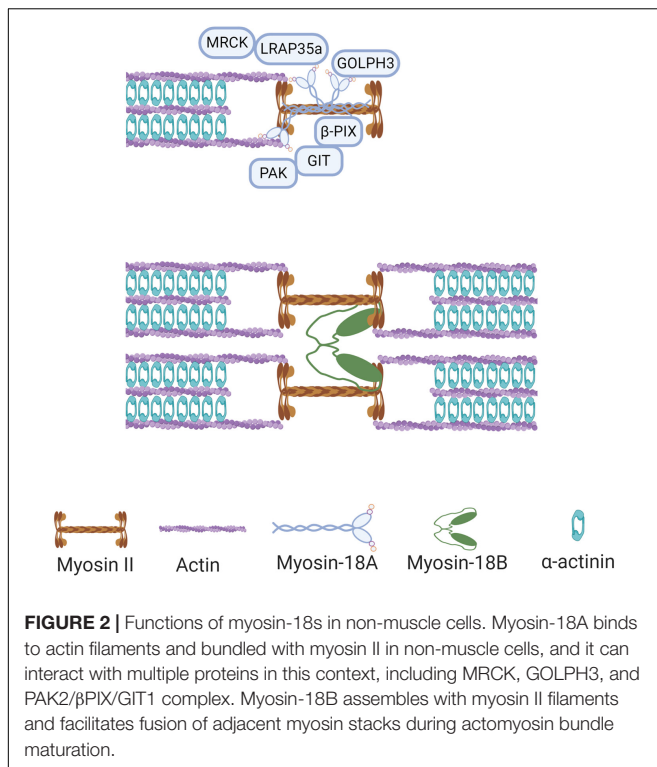 MRCK
LRAP35a
GOLPH3
β-PIX
GIT
PAK
Myosin II
Actin
Myosin-18A
Myosin-18B
α-actinin
FIGURE 2 | Functions of myosin-18s in non-muscle cells. Myosin-18A binds
to actin filaments and bundled with myosin II in non-muscle cells, and it can
interact with multiple proteins in this context, including MRCK, GOLPH3, and
PAK2/βPIX/GIT1 complex. Myosin-18B assembles with myosin II filaments
and facilitates fusion of adjacent myosin stacks during actomyosin bundle
maturation.